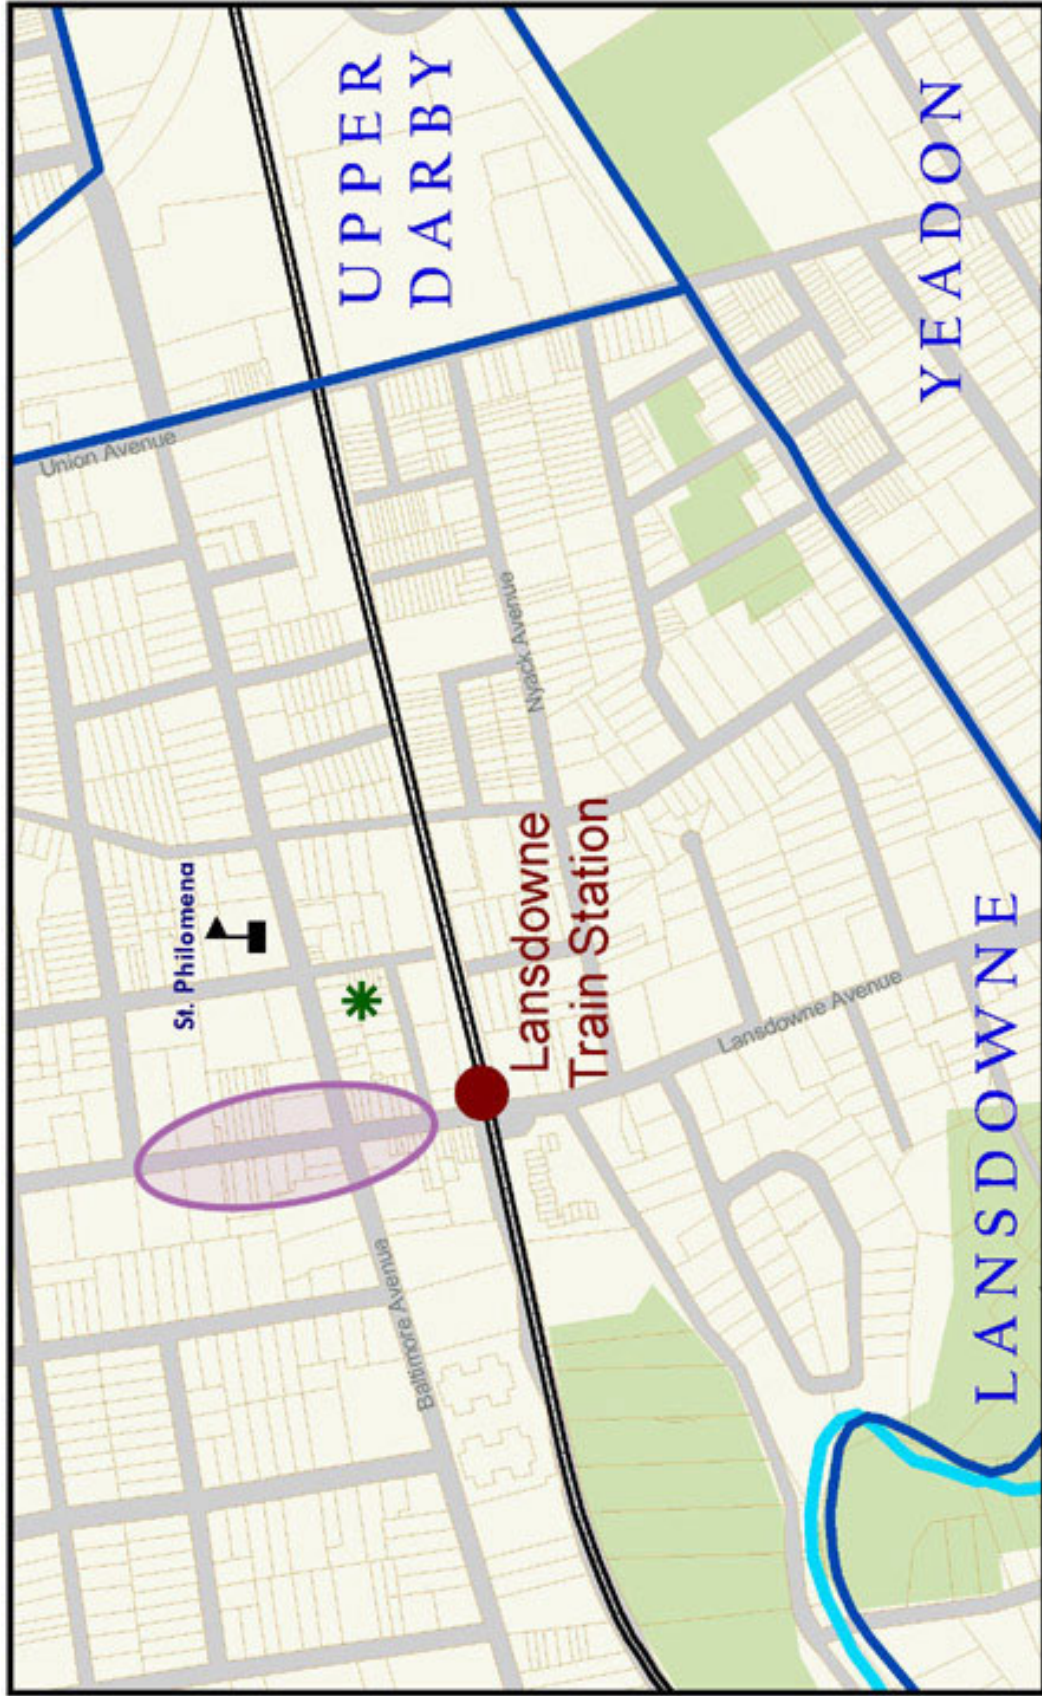 UPPER
DARBY
YEADON
Union Avenue
Nyack Avenue
St. Philomena
Lansdowne
Train Station
Lansdowne Avenue
Baltimore Avenue
LANSDOWNE